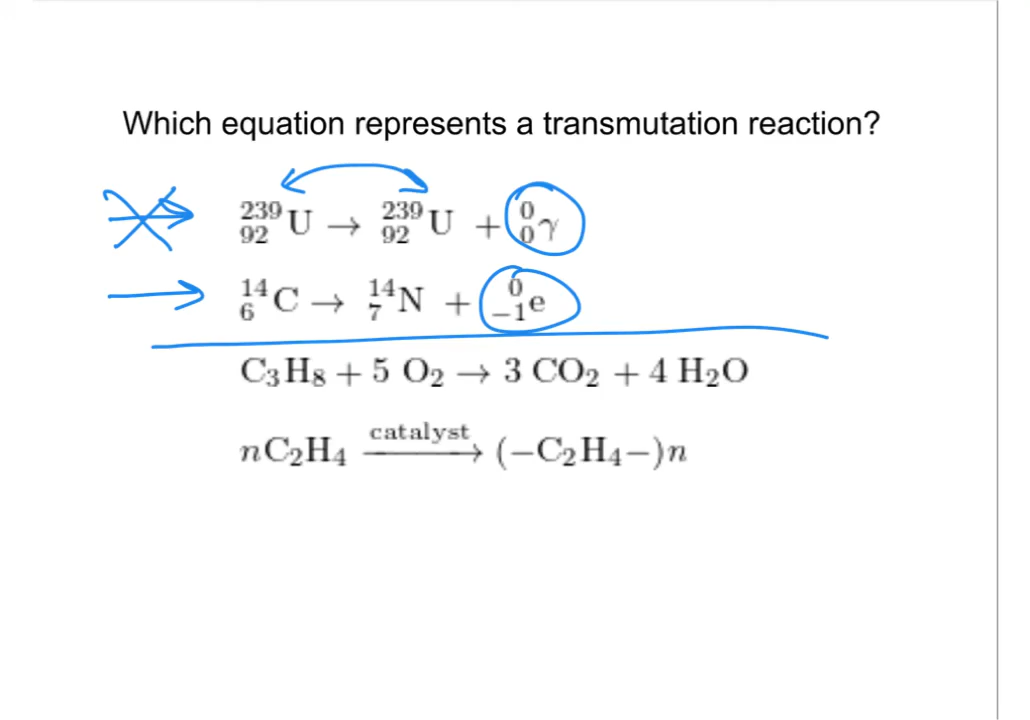 Which equation represents a transmutation reaction?
²³⁹₉₂U → ²³⁹₉₂U + ⁰₀γ
¹⁴₆C → ¹⁴₇N + ⁰₋₁e
C₃H₈ + 5 O₂ → 3 CO₂ + 4 H₂O
catalyst
nC₂H₄ ⟶ (−C₂H₄−)n